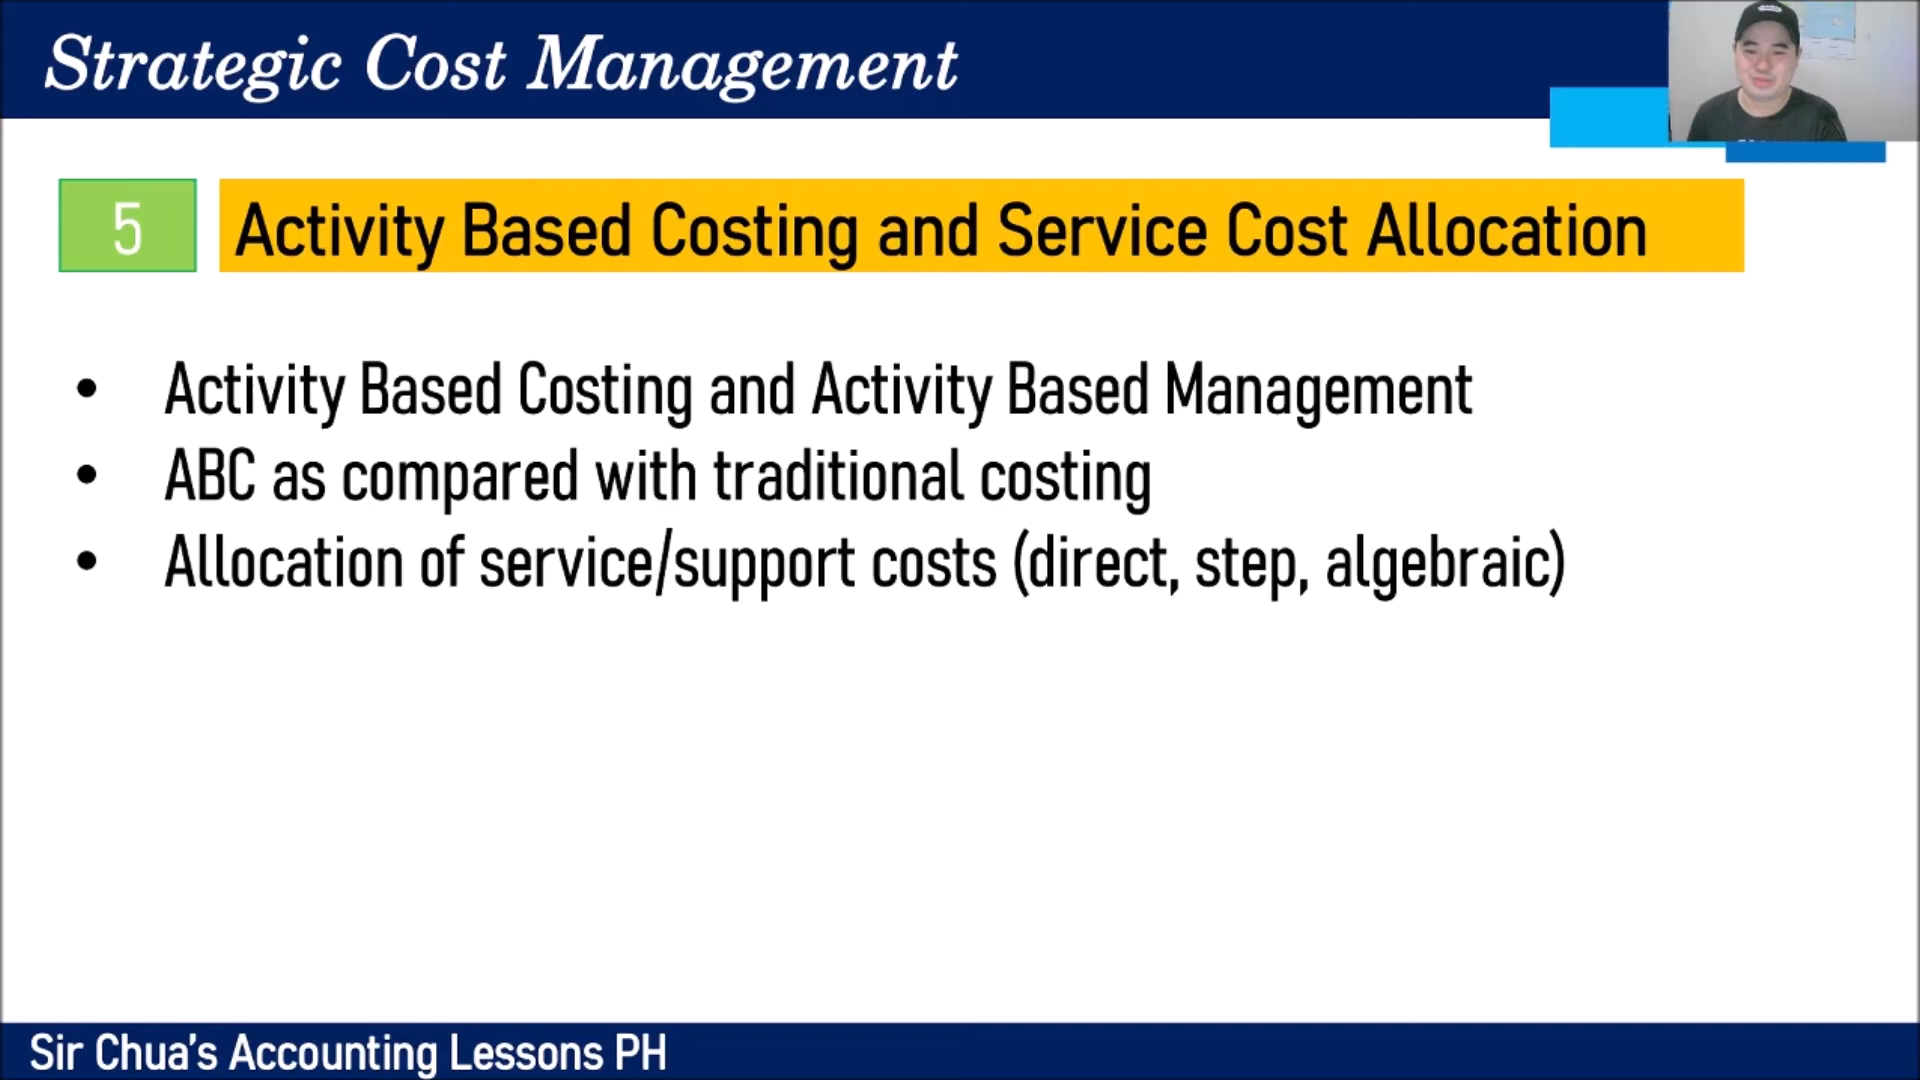 Strategic Cost Management
5
Activity Based Costing and Service Cost Allocation
• Activity Based Costing and Activity Based Management
• ABC as compared with traditional costing
• Allocation of service/support costs (direct, step, algebraic)
Sir Chua's Accounting Lessons PH